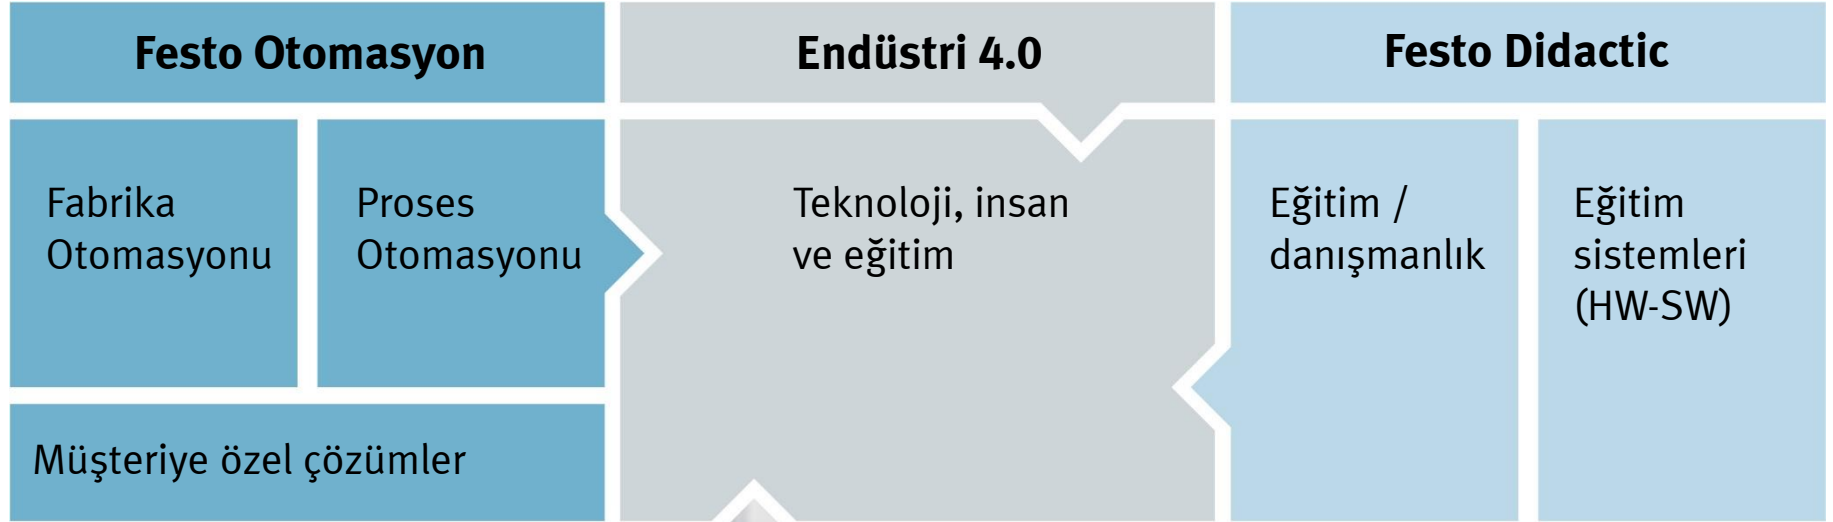 Festo Otomasyon
Endüstri 4.0
Festo Didactic
Fabrika
Otomasyonu
Proses
Otomasyonu
Müşteriye özel çözümler
Teknoloji, insan
ve eğitim
Eğitim /
danışmanlık
Eğitim
sistemleri
(HW-SW)